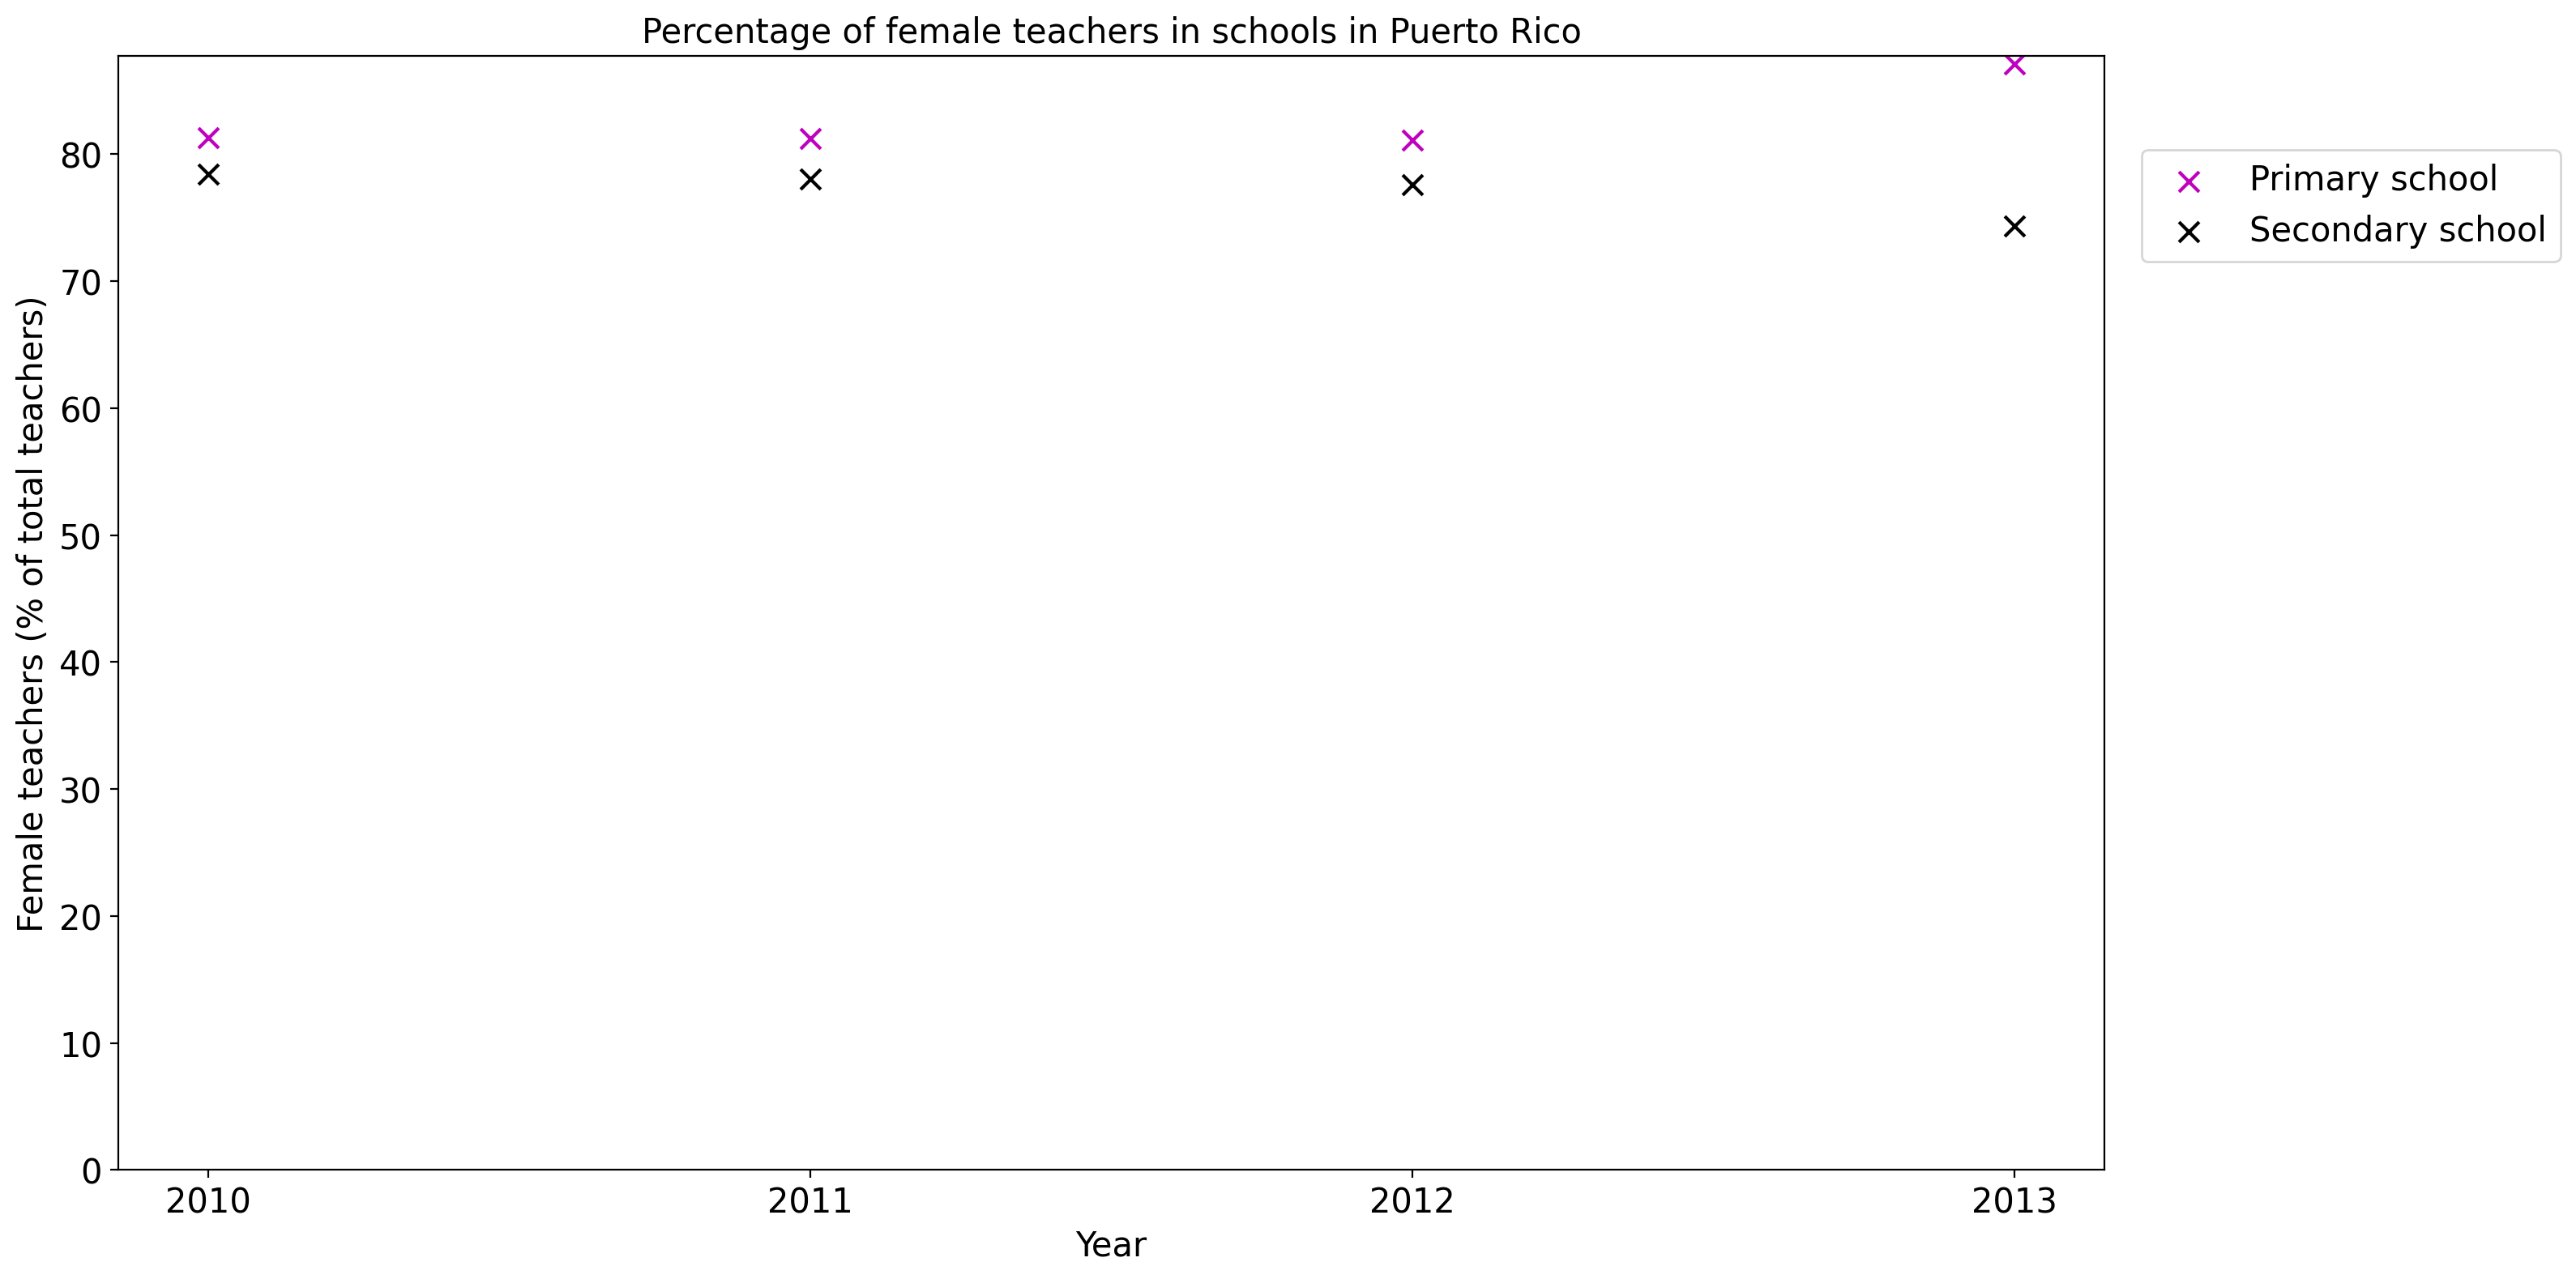 Percentage of female teachers in schools in Puerto Rico
Female teachers (% of total teachers)
80
70
60
50
40
30
20
10
0
2010 2011 2012 2013
Year
Primary school
Secondary school